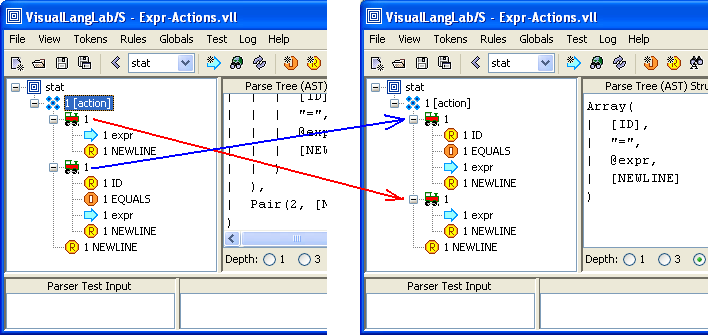 VisualLangLab/S - Expr-Actions.vll
File View Tokens Rules Globals Test Log Help
stat
stat
1 [action]
1
1 expr
1 NEWLINE
1
1 ID
1 EQUALS
1 expr
1 NEWLINE
1 NEWLINE
Parse Tree (AST)
| | | [ID]
| | | "=",
| | | @exp
| | | [NEW
| | )
| ),
| Pair(2, [N
)
Depth: 1 3
Parser Test Input
VisualLangLab/S - Expr-Actions.vll
File View Tokens Rules Globals Test Log Help
stat
stat
1 [action]
1
1 ID
1 EQUALS
1 expr
1 NEWLINE
1
1 expr
1 NEWLINE
1 NEWLINE
Parse Tree (AST) Stru
Array(
| [ID],
| "=",
| @expr,
| [NEWLINE]
)
Depth: 1 3
Parser Test Input